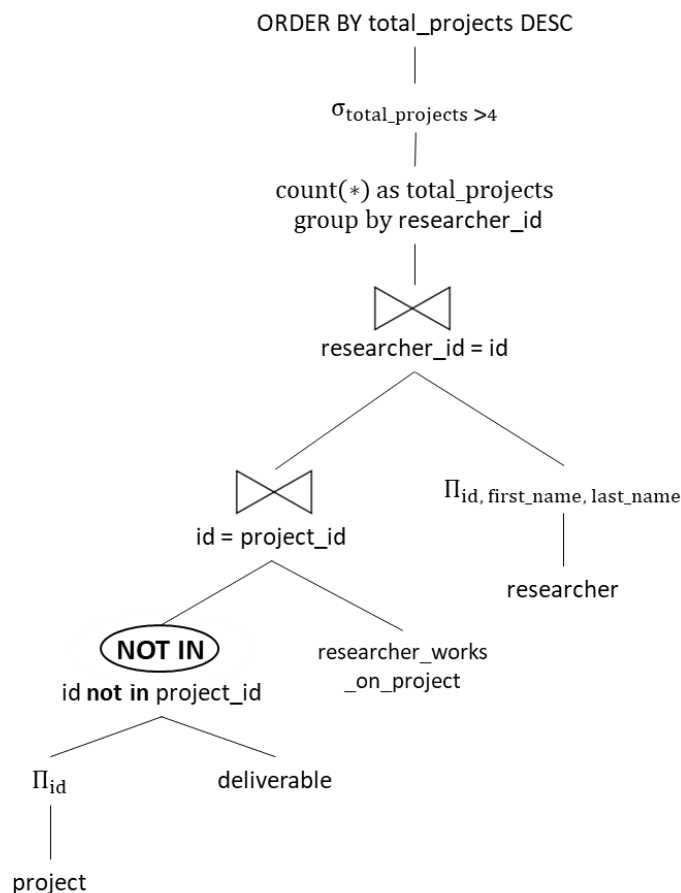 ORDER BY total_projects DESC
σtotal_projects >4
count(*) as total_projects
group by researcher_id
researcher_id = id
Πid, first_name, last_name
id = project_id
researcher
NOT IN
researcher_works
_on_project
id not in project_id
Πid
deliverable
project